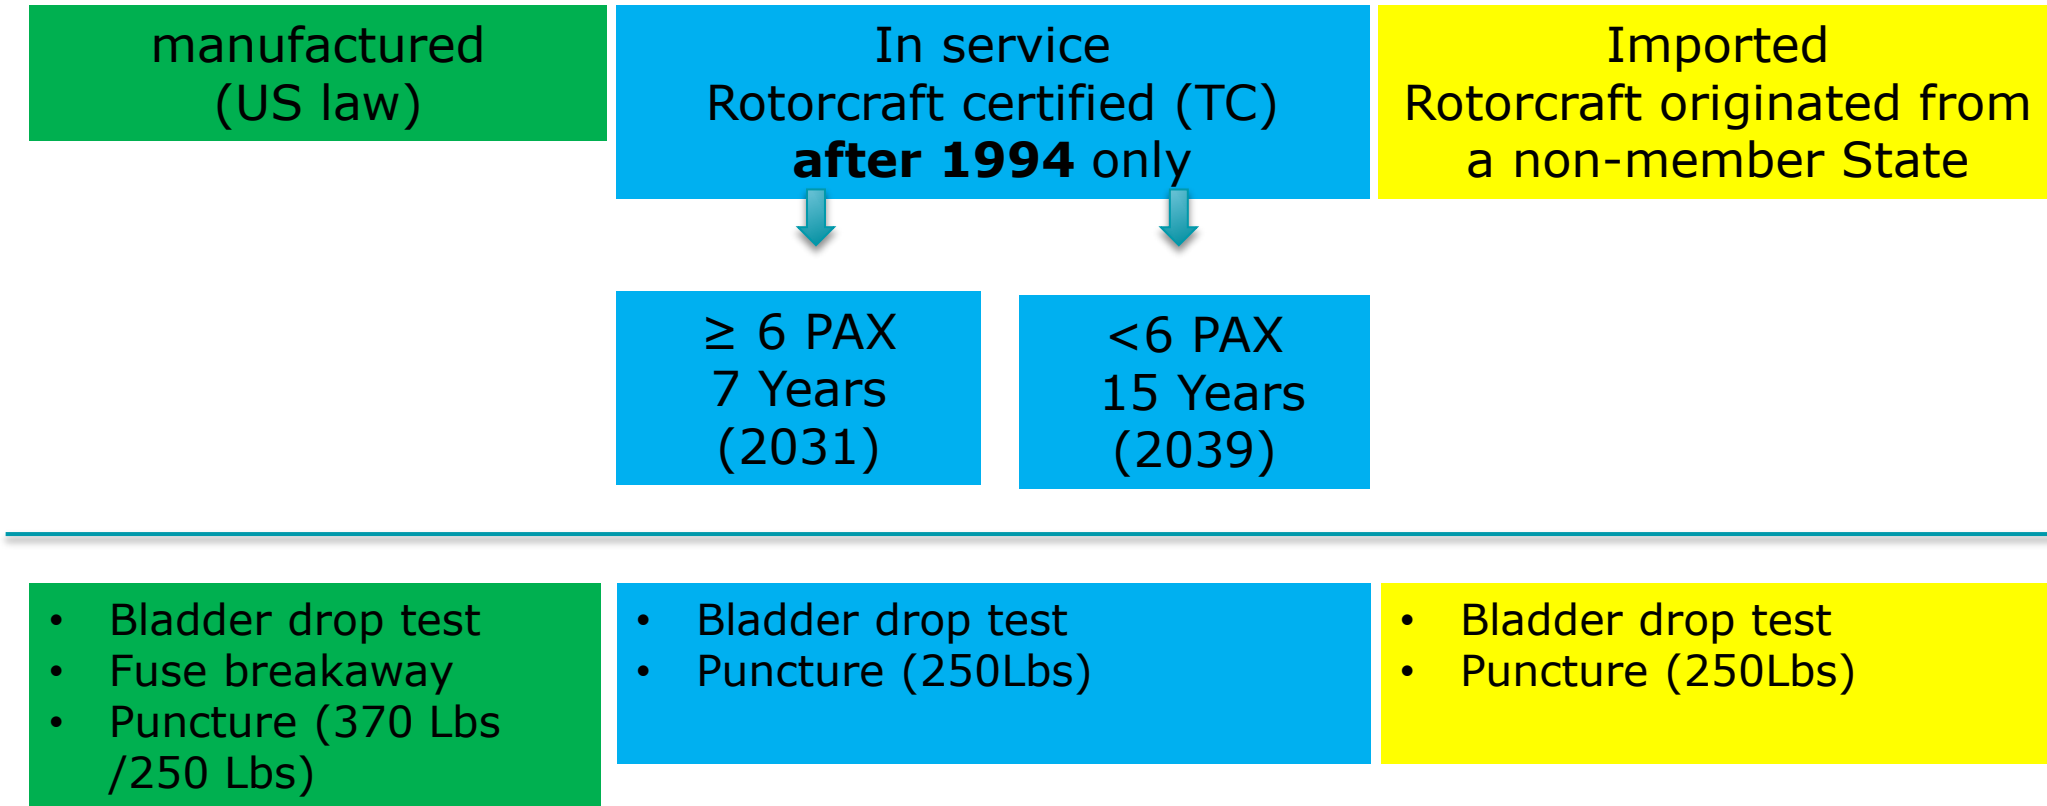 manufactured
(US law)
In service
Rotorcraft certified (TC)
after 1994 only
Imported
Rotorcraft originated from
a non-member State
≥ 6 PAX
7 Years
(2031)
<6 PAX
15 Years
(2039)
• Bladder drop test
• Fuse breakaway
• Puncture (370 Lbs
/250 Lbs)
• Bladder drop test
• Puncture (250Lbs)
• Bladder drop test
• Puncture (250Lbs)